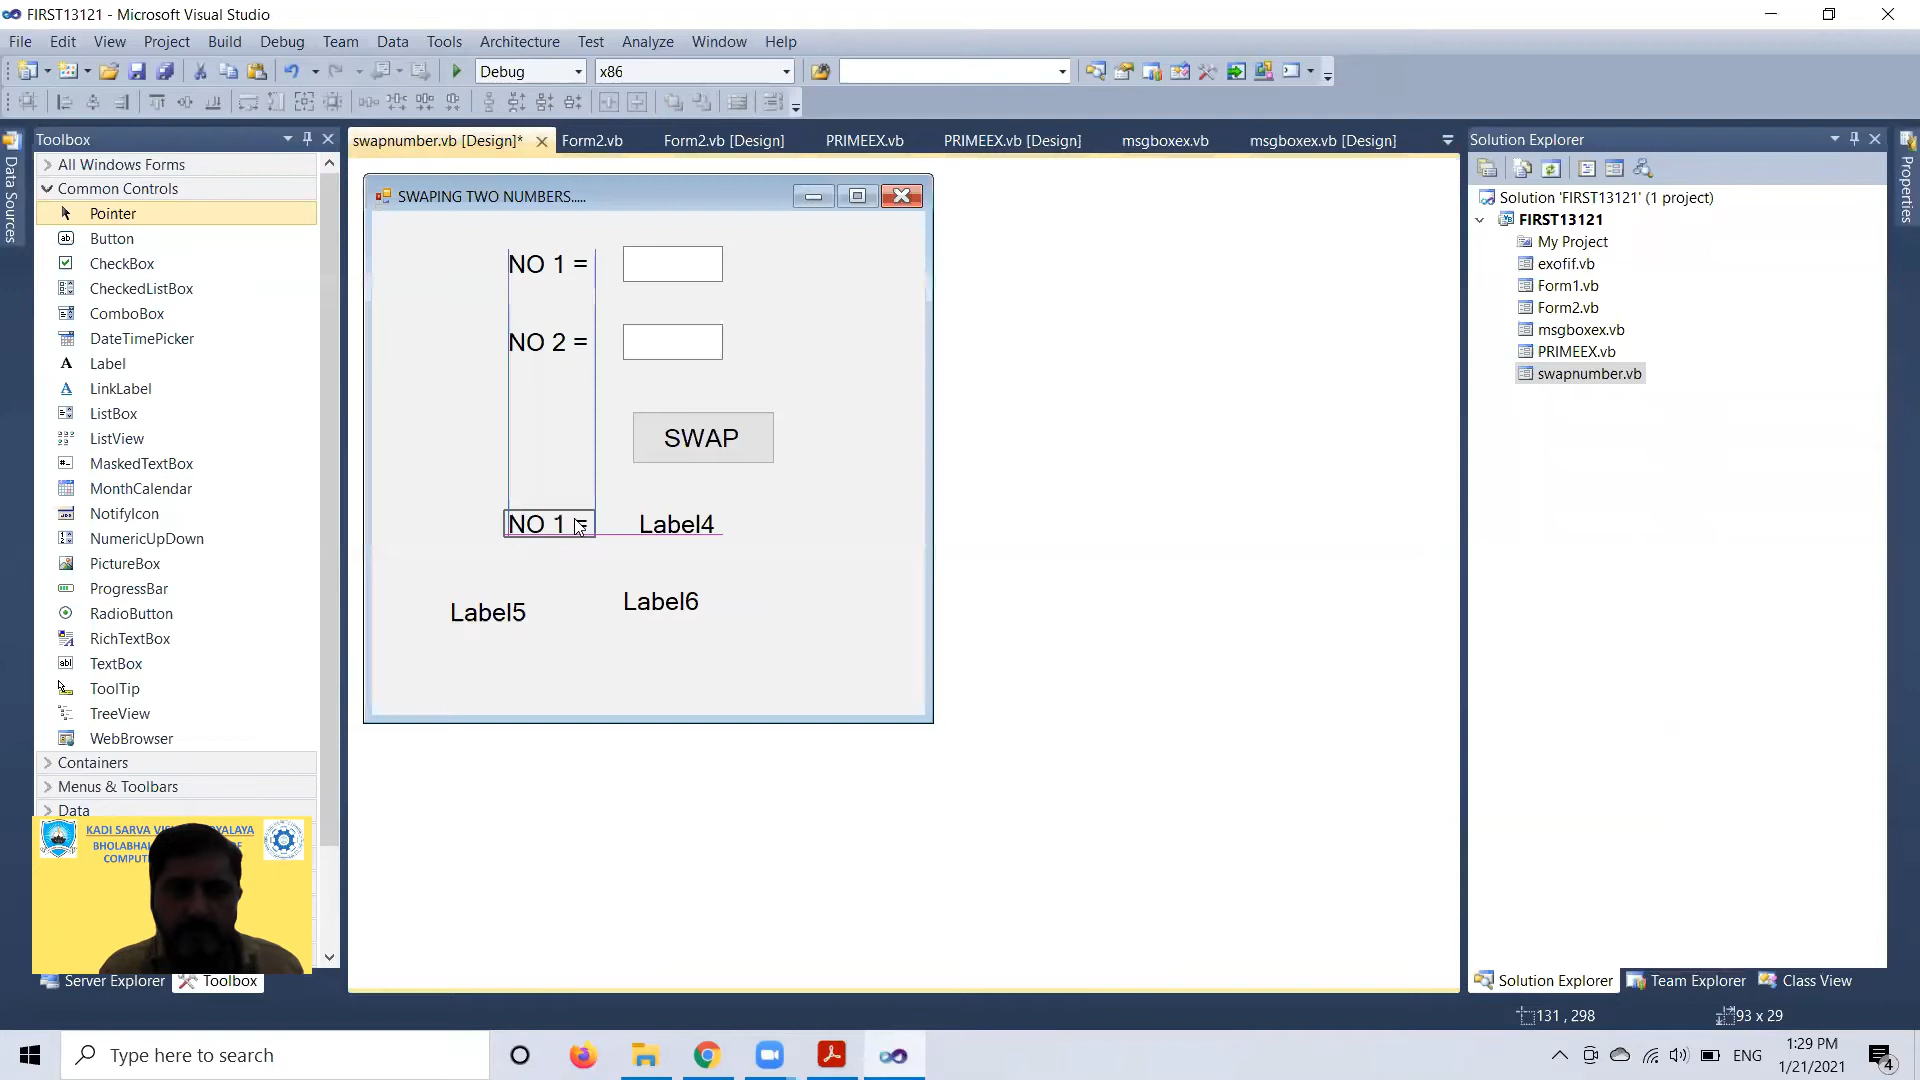 FIRST13121 - Microsoft Visual Studio
File Edit View Project Build Debug Team Data Tools Architecture Test Analyze Window Help
Debug x86
Data Sources
Toolbox
All Windows Forms
Common Controls
Pointer
Button
CheckBox
CheckedListBox
ComboBox
DateTimePicker
Label
LinkLabel
ListBox
ListView
MaskedTextBox
MonthCalendar
NotifyIcon
NumericUpDown
PictureBox
ProgressBar
RadioButton
RichTextBox
TextBox
ToolTip
TreeView
WebBrowser
Containers
Menus & Toolbars
Data
KADI SARVA
BHOLABHAI
COMPUT
Server Explorer Toolbox
swapnumber.vb [Design]* Form2.vb Form2.vb [Design] PRIMEEX.vb PRIMEEX.vb [Design] msgboxex.vb msgboxex.vb [Design]
SWAPING TWO NUMBERS.....
NO 1 =
NO 2 =
SWAP
NO 1 = Label4
Label5 Label6
Solution Explorer
Solution 'FIRST13121' (1 project)
FIRST13121
My Project
exofif.vb
Form1.vb
Form2.vb
msgboxex.vb
PRIMEEX.vb
swapnumber.vb
Solution Explorer Team Explorer Class View
Properties
131 , 298 93 x 29
Type here to search
ENG
1:29 PM
1/21/2021
4